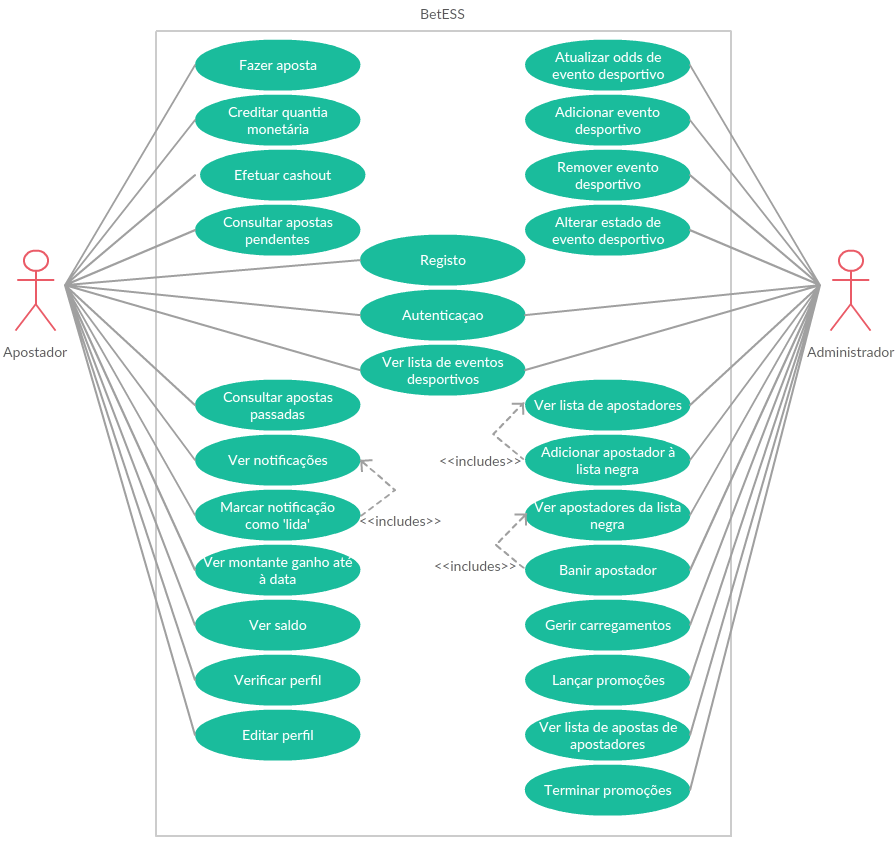 BetESS
Fazer aposta
Atualizar odds de
evento desportivo
Creditar quantia
monetária
Adicionar evento
desportivo
Efetuar cashout
Remover evento
desportivo
Consultar apostas
pendentes
Alterar estado de
evento desportivo
Registo
Autenticaçao
Apostador
Administrador
Ver lista de eventos
desportivos
Consultar apostas
passadas
Ver lista de apostadores
Ver notificações
<<includes>>
Adicionar apostador à
lista negra
Marcar notificação
como 'lida'
<<includes>>
Ver apostadores da lista
negra
Ver montante ganho até
à data
<<includes>>
Banir apostador
Ver saldo
Gerir carregamentos
Verificar perfil
Lançar promoções
Editar perfil
Ver lista de apostas de
apostadores
Terminar promoções